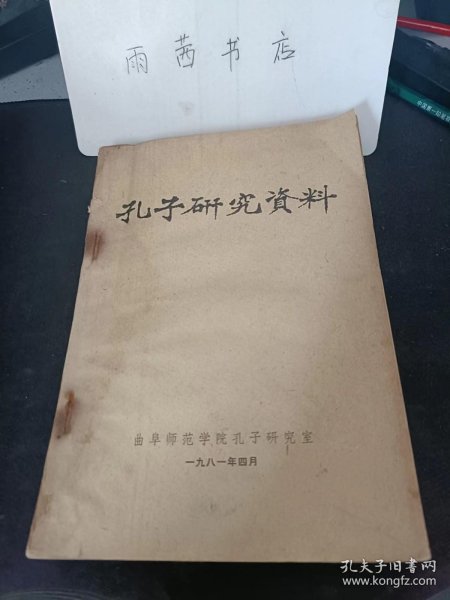 雨茜书店
孔子研究資料
曲阜师范学院孔子研究室
一九八一年四月
孔夫子旧书网
www.kongfz.com